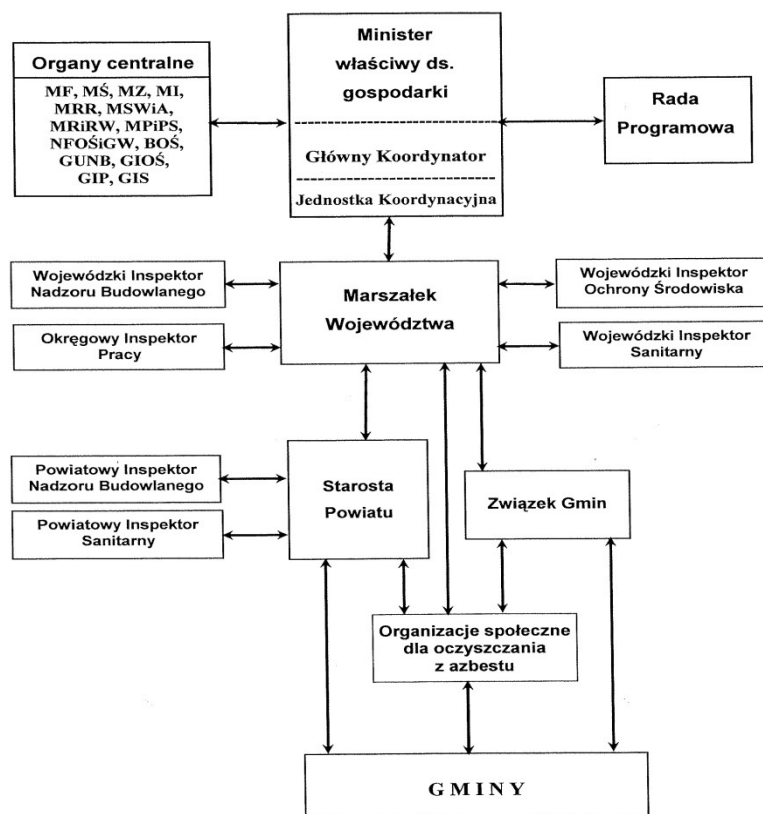 Organy centralne
MF, MŚ, MZ, MI,
MRR, MSWiA,
MRiRW, MPiPS,
NFOŚiGW, BOŚ,
GUNB, GIOŚ,
GIP, GIS
Minister
właściwy ds.
gospodarki
Główny Koordynator
Jednostka Koordynacyjna
Rada
Programowa
Wojewódzki Inspektor
Nadzoru Budowlanego
Okręgowy Inspektor
Pracy
Marszałek
Województwa
Wojewódzki Inspektor
Ochrony Środowiska
Wojewódzki Inspektor
Sanitarny
Powiatowy Inspektor
Nadzoru Budowlanego
Powiatowy Inspektor
Sanitarny
Starosta
Powiatu
Związek Gmin
Organizacje społeczne
dla oczyszczania
z azbestu
GMINY